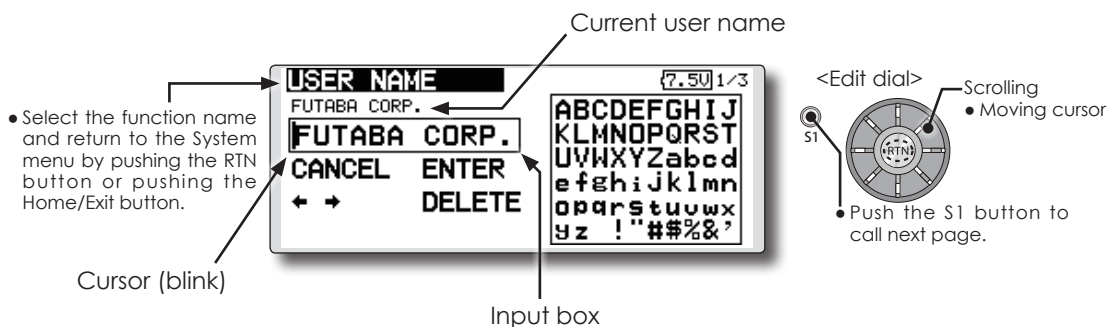 Current user name
USER NAME
7.5V 1/3
FUTABA CORP.
FUTABA CORP.
CANCEL ENTER
← → DELETE
ABCDEFGHIJ
KLMNOPQRST
UVWXYZabcd
efghijklmn
opqrstuvwx
yz !"#$%&’
• Select the function name
and return to the System
menu by pushing the RTN
button or pushing the
Home/Exit button.
Cursor (blink)
Input box
<Edit dial>
S1
RTN
Scrolling
• Moving cursor
• Push the S1 button to
call next page.